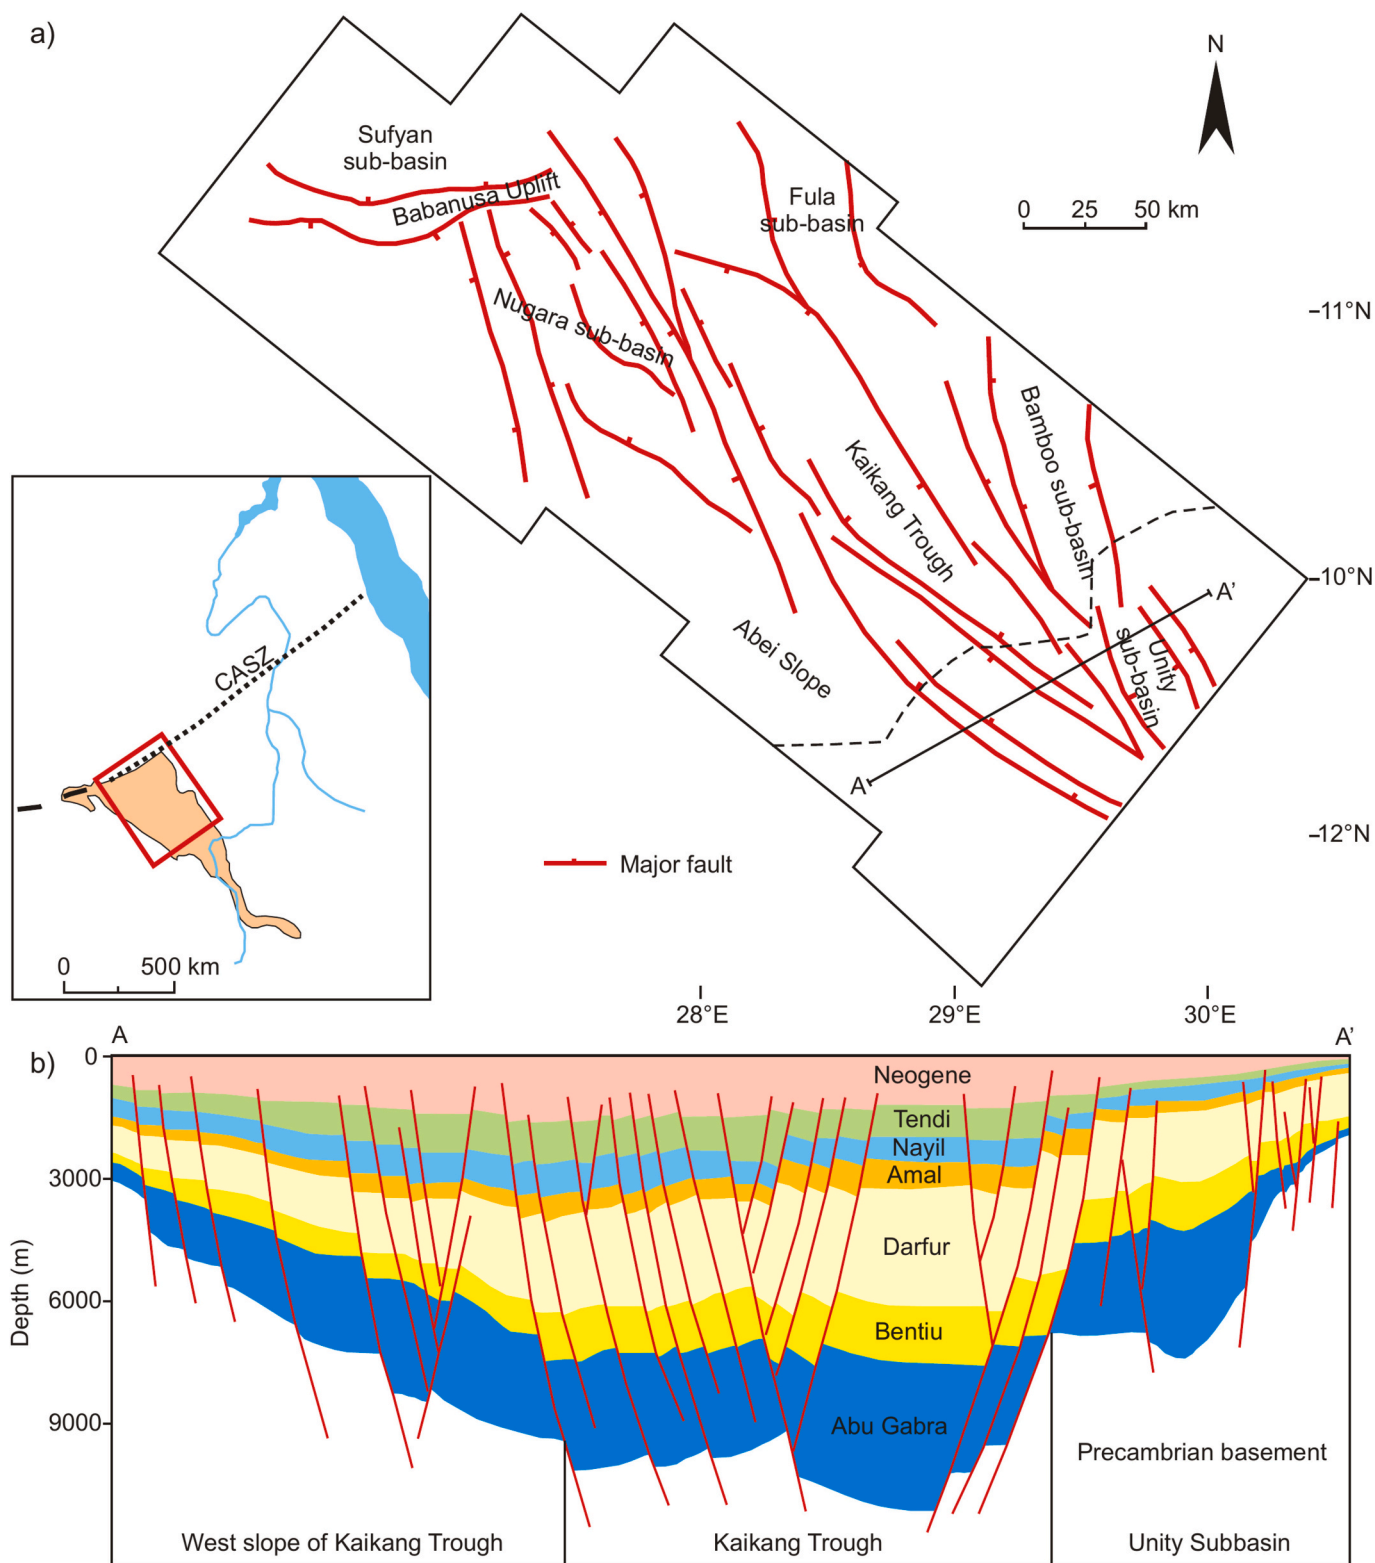 a)
N
Sufyan
sub-basin
Babanusa Uplift
Fula
sub-basin
0 25 50 km
Nugara sub-basin
11°N
Bamboo sub-basin
Kaikang Trough
10°N
A'
Unity
sub-basin
Abei Slope
A
CASZ
12°N
Major fault
0 500 km
28°E 29°E 30°E
A A'
b)
0
Neogene
Tendi
Nayil
Amal
3000
Darfur
Depth (m)
6000
Bentiu
9000
Abu Gabra
Precambrian basement
West slope of Kaikang Trough Kaikang Trough Unity Subbasin